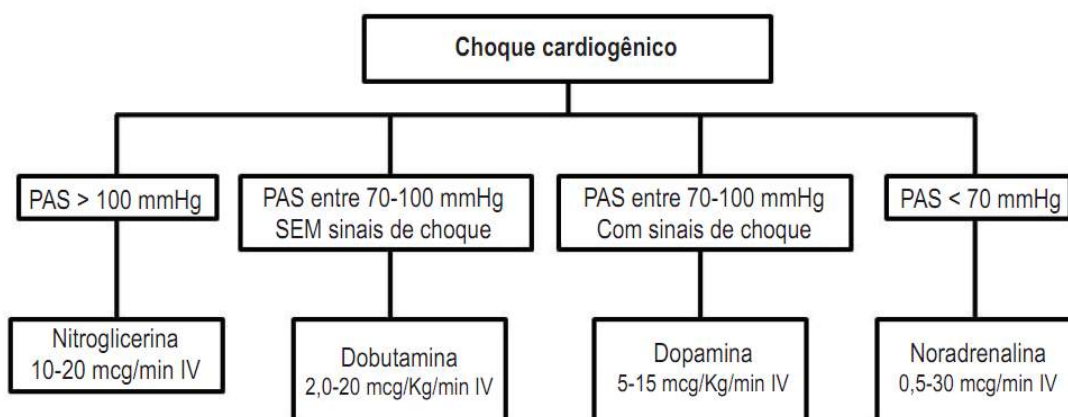 Choque cardiogênico
PAS > 100 mmHg
PAS entre 70-100 mmHg
SEM sinais de choque
PAS entre 70-100 mmHg
Com sinais de choque
PAS < 70 mmHg
Nitroglicerina
10-20 mcg/min IV
Dobutamina
2,0-20 mcg/Kg/min IV
Dopamina
5-15 mcg/Kg/min IV
Noradrenalina
0,5-30 mcg/min IV